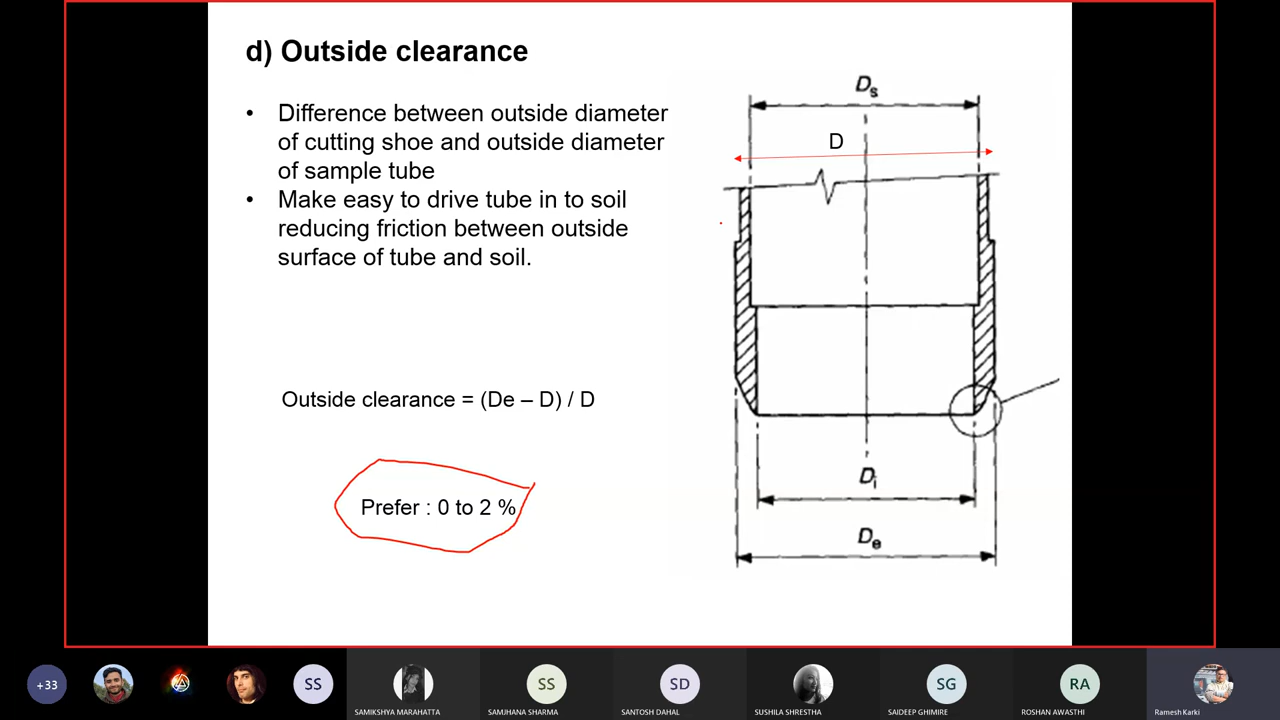 d) Outside clearance
• Difference between outside diameter
of cutting shoe and outside diameter
of sample tube
• Make easy to drive tube in to soil
reducing friction between outside
surface of tube and soil.
Outside clearance = (De – D) / D
Prefer : 0 to 2 %
Ds
D
Di
De
+33
SS
SAMIKSHYA MARAHATTA
SS
SAMJHANA SHARMA
SD
SANTOSH DAHAL
SUSHILA SHRESTHA
SG
SAIDEEP GHIMIRE
RA
ROSHAN AWASTHI
Ramesh Karki